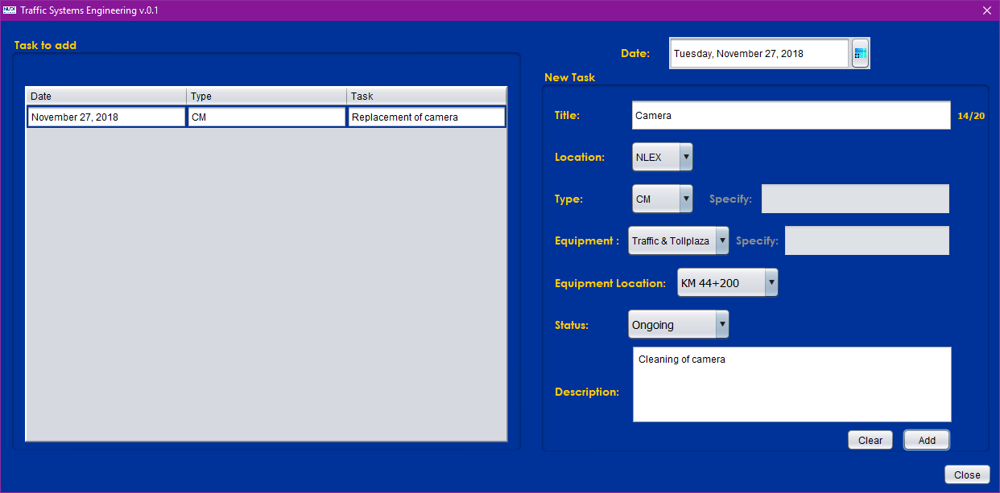 NLEX Traffic Systems Engineering v.0.1
Task to add
Date Type Task
November 27, 2018 CM Replacement of camera
Date: Tuesday, November 27, 2018
New Task
Title: Camera 14/20
Location: NLEX
Type: CM Specify:
Equipment : Traffic & Tollplaza Specify:
Equipment Location: KM 44+200
Status: Ongoing
Description: Cleaning of camera
Clear Add
Close